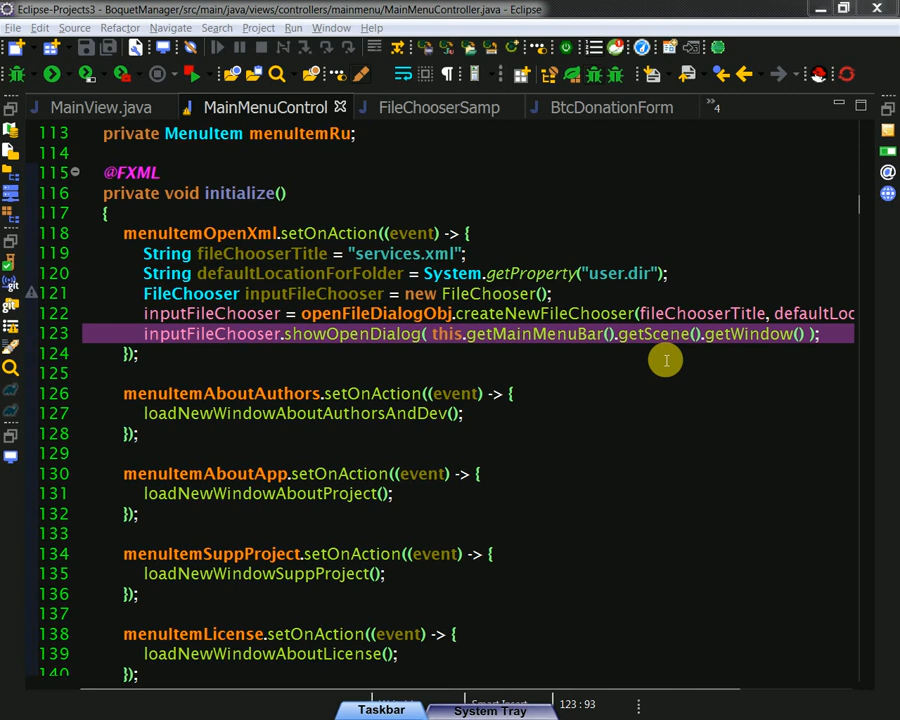 Eclipse-Projects3 - BoquetManager/src/main/java/views/controllers/mainmenu/MainMenuController.java - Eclipse
File Edit Source Refactor Navigate Search Project Run Window Help
MainView.java MainMenuControl FileChooserSamp BtcDonationForm »4
113 private MenuItem menuItemRu;
114
115 @FXML
116 private void initialize()
117 {
118 menuItemOpenXml.setOnAction((event) -> {
119 String fileChooserTitle = "services.xml";
120 String defaultLocationForFolder = System.getProperty("user.dir");
121 FileChooser inputFileChooser = new FileChooser();
122 inputFileChooser = openFileDialogObj.createNewFileChooser(fileChooserTitle, defaultLoc
123 inputFileChooser.showOpenDialog( this.getMainMenuBar().getScene().getWindow() );
124 });
125
126 menuItemAboutAuthors.setOnAction((event) -> {
127 loadNewWindowAboutAuthorsAndDev();
128 });
129
130 menuItemAboutApp.setOnAction((event) -> {
131 loadNewWindowAboutProject();
132 });
133
134 menuItemSuppProject.setOnAction((event) -> {
135 loadNewWindowSuppProject();
136 });
137
138 menuItemLicense.setOnAction((event) -> {
139 loadNewWindowAboutLicense();
140 });
Smart Insert 123:93
Taskbar System Tray